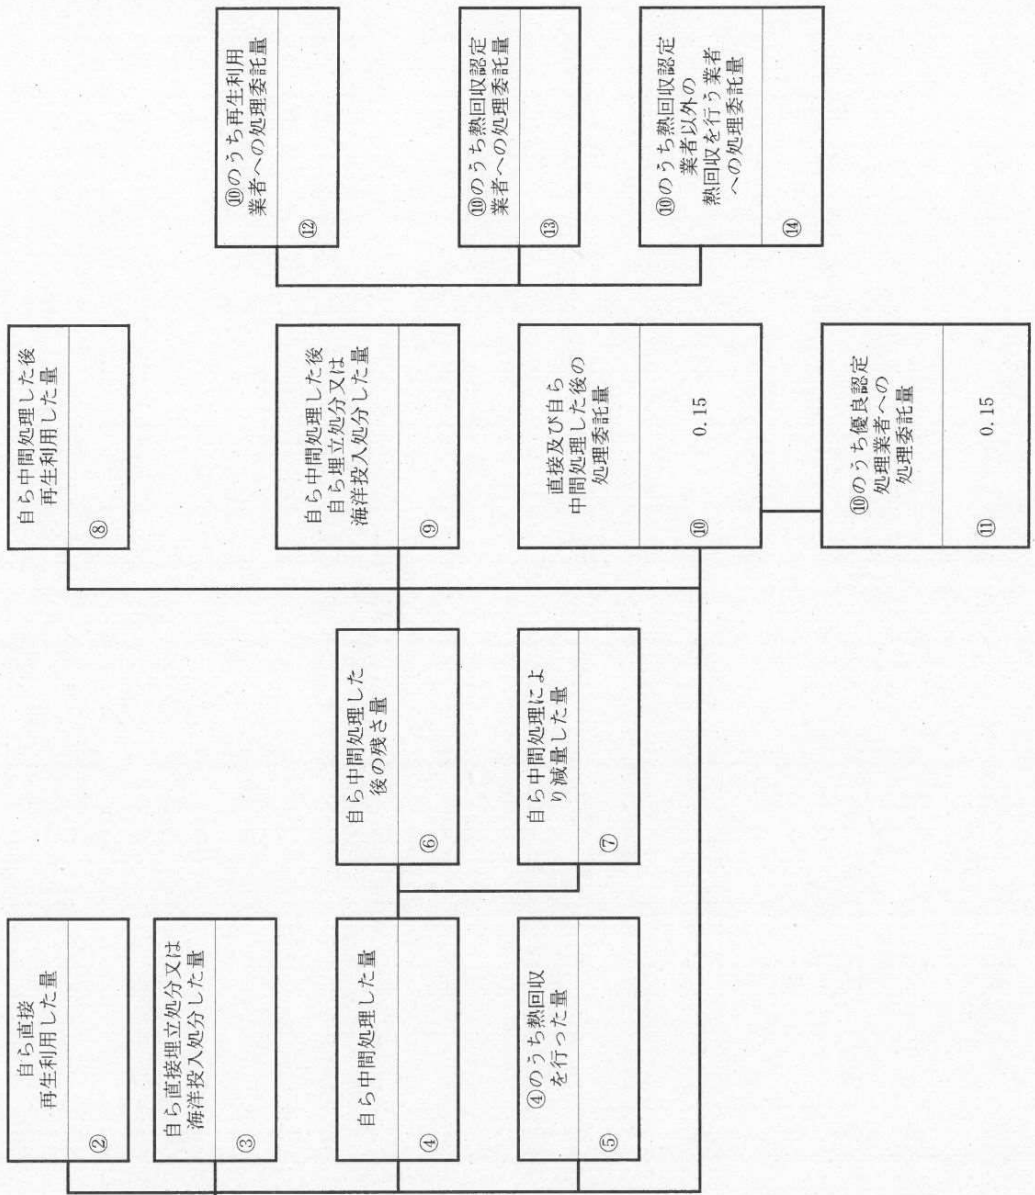 自ら直接
再生利用した量
②
自ら直接埋立処分又は
海洋投入処分した量
③
自ら中間処理した量
④
④のうち熱回収
を行った量
⑤
自ら中間処理した
後の残さ量
⑥
自ら中間処理によ
り減量した量
⑦
自ら中間処理した後
再生利用した量
⑧
自ら中間処理した後
自ら埋立処分又は
海洋投入処分した量
⑨
直接及び自ら
中間処理した後の
処理委託量
⑩ 0.15
⑩のうち優良認定
処理業者への
処理委託量
⑪ 0.15
⑩のうち再生利用
業者への処理委託量
⑫
⑩のうち熱回収認定
業者への処理委託量
⑬
⑩のうち熱回収認定
業者以外の
熱回収を行う業者
への処理委託量
⑭